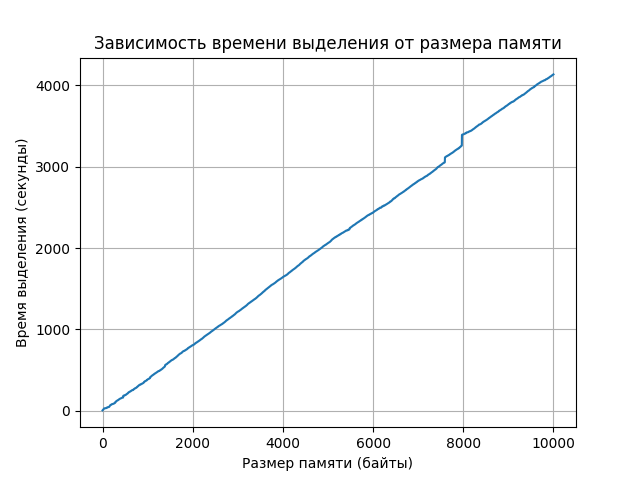 Зависимость времени выделения от размера памяти
Время выделения (секунды)
4000
3000
2000
1000
0
0 2000 4000 6000 8000 10000
Размер памяти (байты)